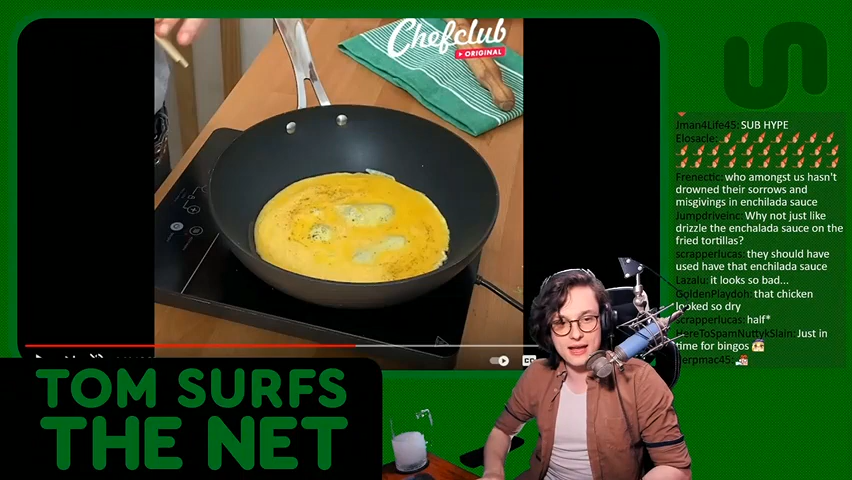 Chefclub
ORIGINAL
Jman4Life45: SUB HYPE
Elosacle:
Frenectic: who amongst us hasn't
drowned their sorrows and
misgivings in enchilada sauce
Jumpdriveinc: Why not just like
drizzle the enchalada sauce on the
fried tortillas?
scrapperlucas: they should have
used have that enchilada sauce
Lazalu: it looks so bad...
GoldenPlaydoh: that chicken
looked so dry
scrapperlucas: half*
HereToSpamNuttykSlain: Just in
time for bingos
Herpmac45:
TOM SURFS
THE NET